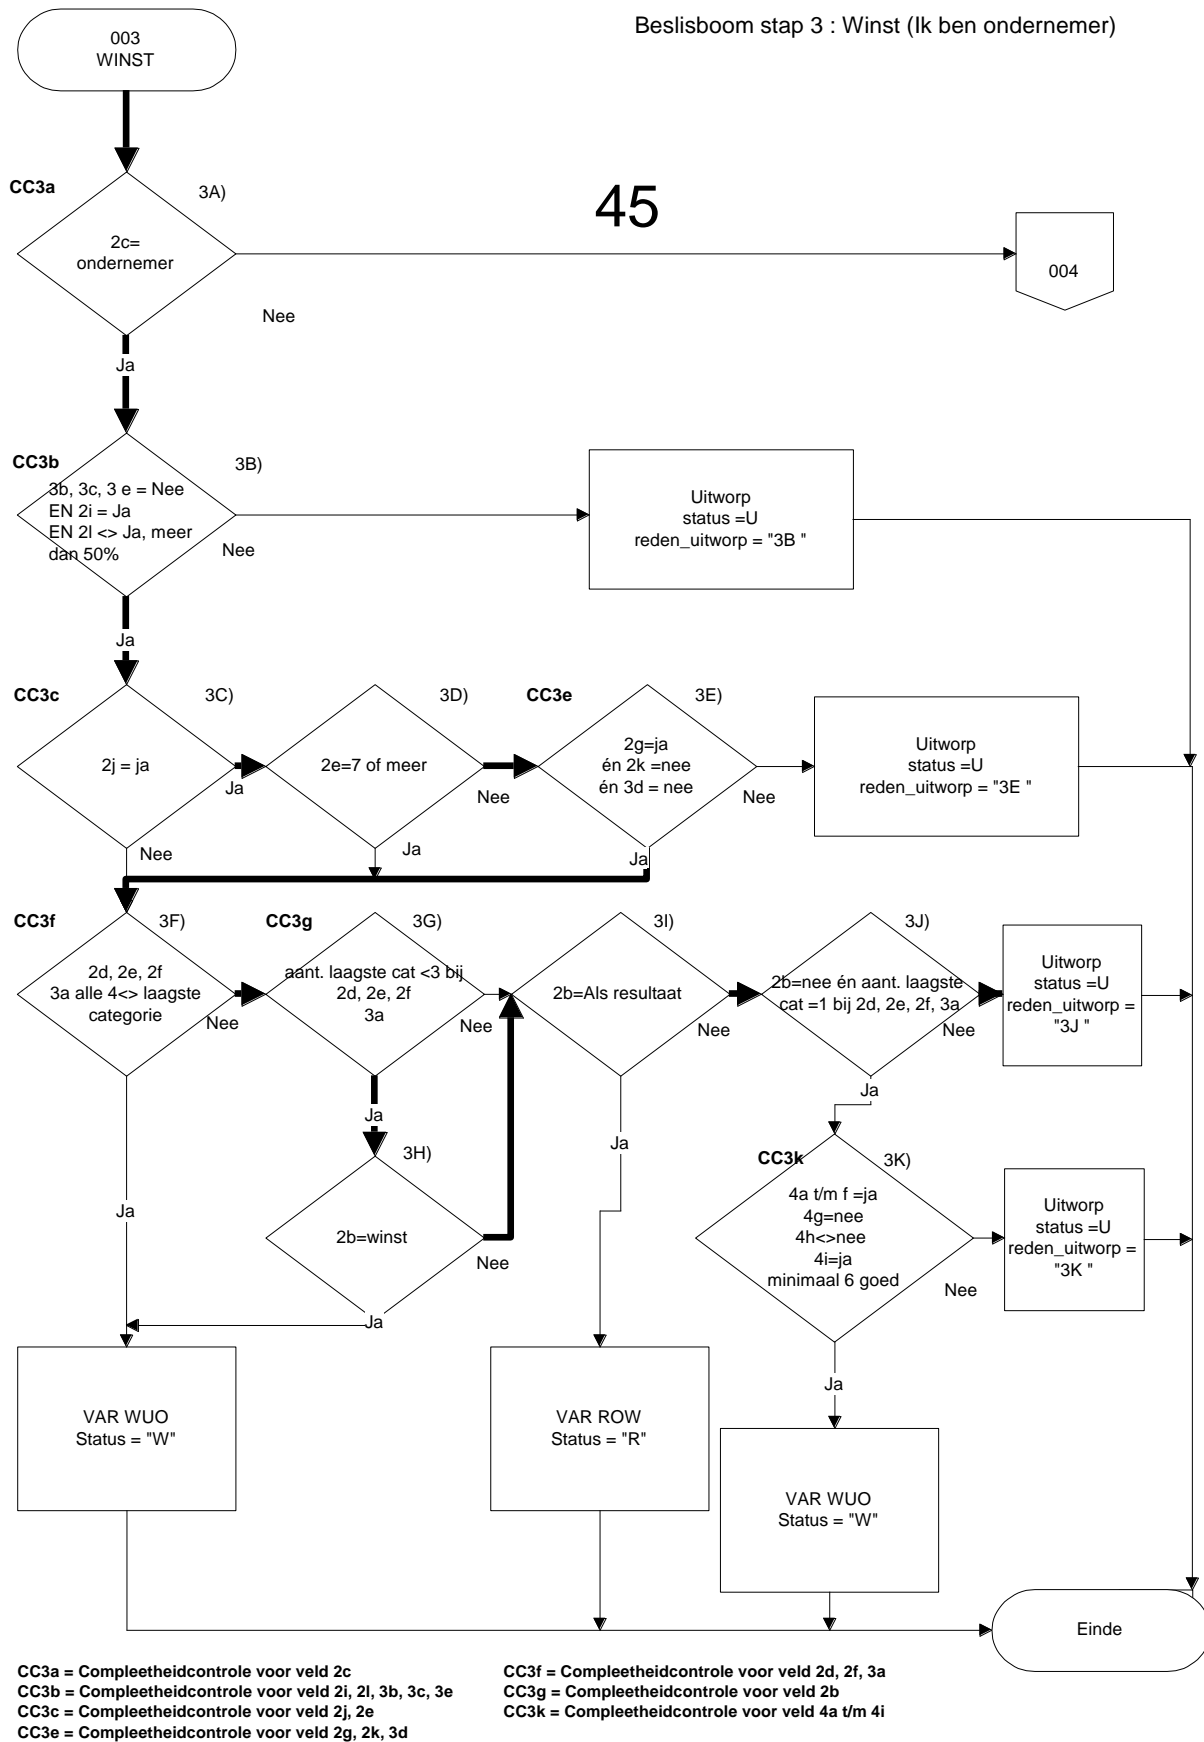 Beslisboom stap 3 : Winst (Ik ben ondernemer)
003
WINST
CC3a
3A)
45
2c=
ondernemer
004
Nee
Ja
CC3b
3B)
3b, 3c, 3 e = Nee
EN 2i = Ja
EN 2l <> Ja, meer
dan 50%
Nee
Uitworp
status =U
reden_uitworp = "3B "
Ja
CC3c
3C)
2j = ja
Ja
Nee
3D)
2e=7 of meer
Nee
Ja
CC3e
3E)
2g=ja
én 2k =nee
én 3d = nee
Nee
Ja
Uitworp
status =U
reden_uitworp = "3E "
CC3f
3F)
2d, 2e, 2f
3a alle 4<> laagste
categorie
Nee
Ja
CC3g
3G)
aant. laagste cat <3 bij
2d, 2e, 2f
3a
Nee
Ja
3H)
2b=winst
Nee
Ja
3I)
2b=Als resultaat
Nee
Ja
3J)
2b=nee én aant. laagste
cat =1 bij 2d, 2e, 2f, 3a
Nee
Ja
Uitworp
status =U
reden_uitworp =
"3J "
CC3k
3K)
4a t/m f =ja
4g=nee
4h<>nee
4i=ja
minimaal 6 goed
Nee
Ja
Uitworp
status =U
reden_uitworp =
"3K "
VAR WUO
Status = "W"
VAR ROW
Status = "R"
VAR WUO
Status = "W"
Einde
CC3a = Compleetheidcontrole voor veld 2c
CC3b = Compleetheidcontrole voor veld 2i, 2l, 3b, 3c, 3e
CC3c = Compleetheidcontrole voor veld 2j, 2e
CC3e = Compleetheidcontrole voor veld 2g, 2k, 3d
CC3f = Compleetheidcontrole voor veld 2d, 2f, 3a
CC3g = Compleetheidcontrole voor veld 2b
CC3k = Compleetheidcontrole voor veld 4a t/m 4i